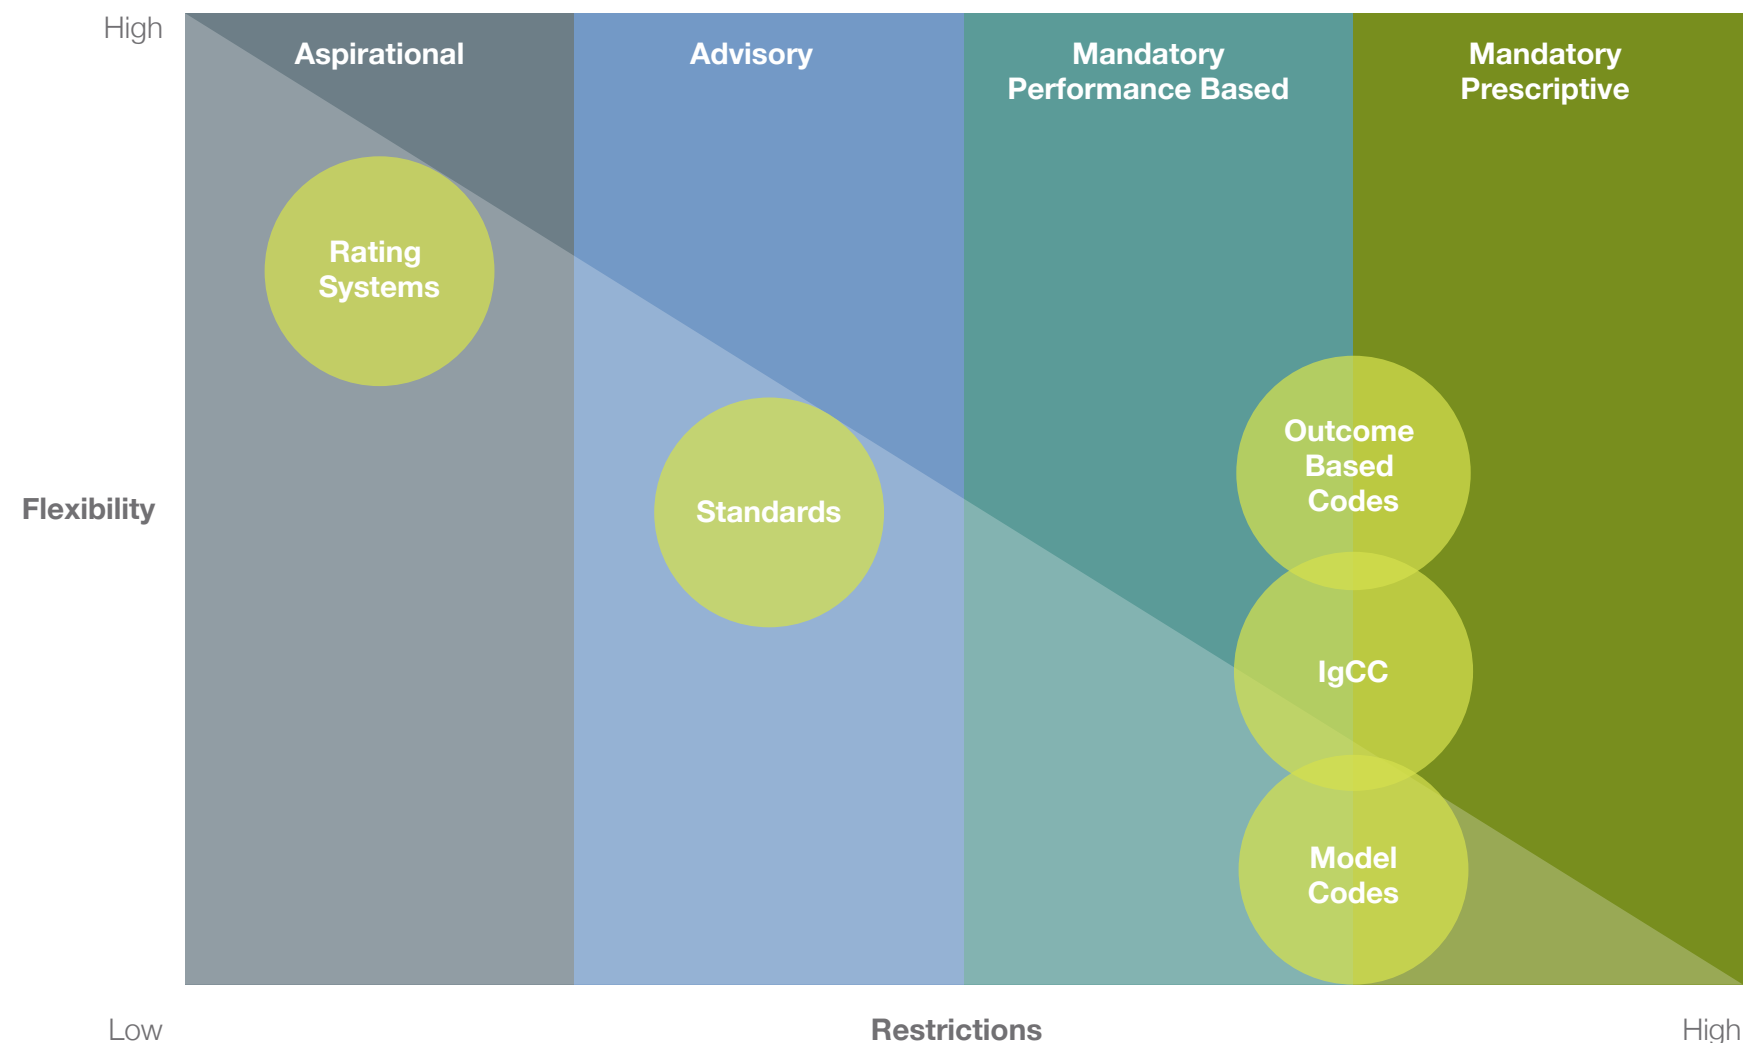 High
Aspirational
Advisory
Mandatory
Performance Based
Mandatory
Prescriptive
Rating
Systems
Outcome
Based
Codes
Flexibility
Standards
IgCC
Model
Codes
Low
Restrictions
High